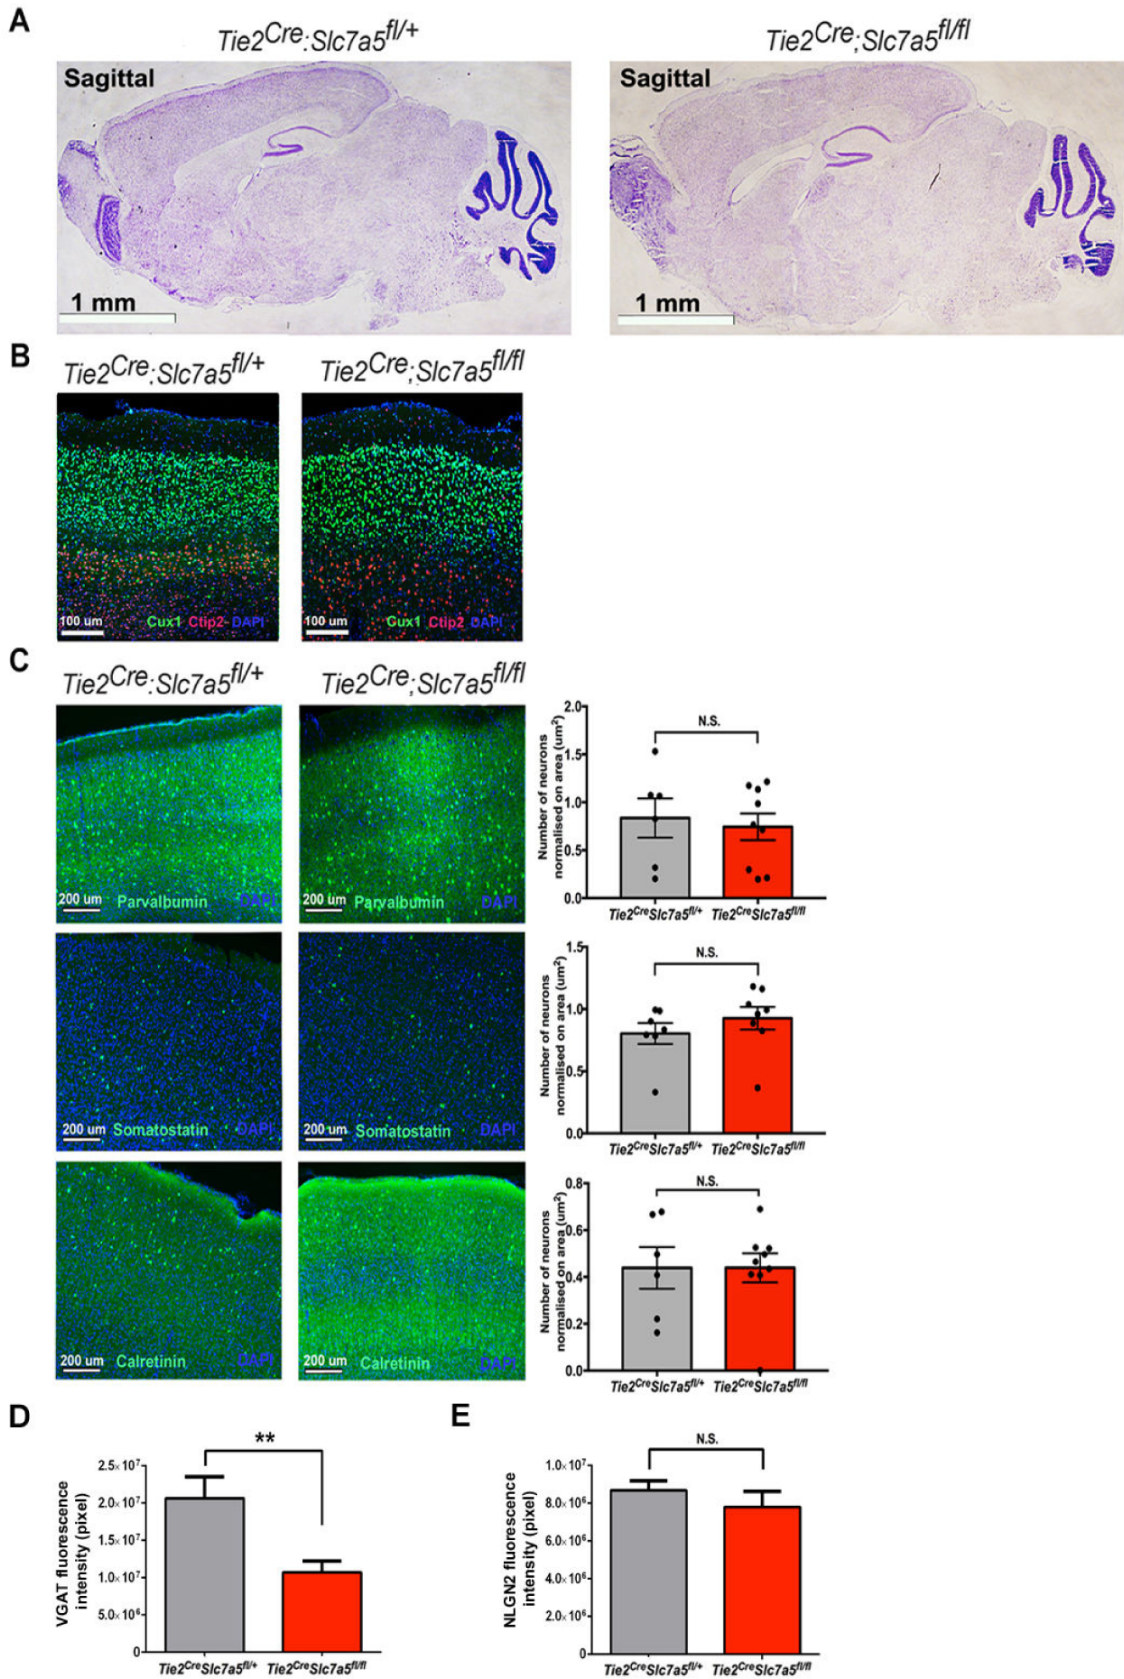 A
Tie2Cre:Slc7a5fl/+
Tie2Cre;Slc7a5fl/fl
Sagittal
Sagittal
1 mm
1 mm
B
Tie2Cre:Slc7a5fl/+
Tie2Cre;Slc7a5fl/fl
100 um
Cux1 Ctip2 DAPI
100 um
Cux1 Ctip2 DAPI
C
Tie2Cre:Slc7a5fl/+
Tie2Cre;Slc7a5fl/fl
200 um
Parvalbumin
DAPI
200 um
Parvalbumin
DAPI
Number of neurons
normalised on area (um²)
2.0
1.5
1.0
0.5
0.0
N.S.
Tie2CreSlc7a5fl/+
Tie2CreSlc7a5fl/fl
200 um
Somatostatin
DAPI
200 um
Somatostatin
DAPI
Number of neurons
normalised on area (um²)
1.5
1.0
0.5
0.0
N.S.
Tie2CreSlc7a5fl/+
Tie2CreSlc7a5fl/fl
200 um
Calretinin
DAPI
200 um
Calretinin
DAPI
Number of neurons
normalised on area (um²)
0.8
0.6
0.4
0.2
0.0
N.S.
Tie2CreSlc7a5fl/+
Tie2CreSlc7a5fl/fl
D
VGAT fluorescence
intensity (pixel)
2.5×10⁷
2.0×10⁷
1.5×10⁷
1.0×10⁷
5.0×10⁶
0
**
Tie2CreSlc7a5fl/+
Tie2CreSlc7a5fl/fl
E
NLGN2 fluorescence
intensity (pixel)
1.0×10⁷
8.0×10⁶
6.0×10⁶
4.0×10⁶
2.0×10⁶
0
N.S.
Tie2CreSlc7a5fl/+
Tie2CreSlc7a5fl/fl